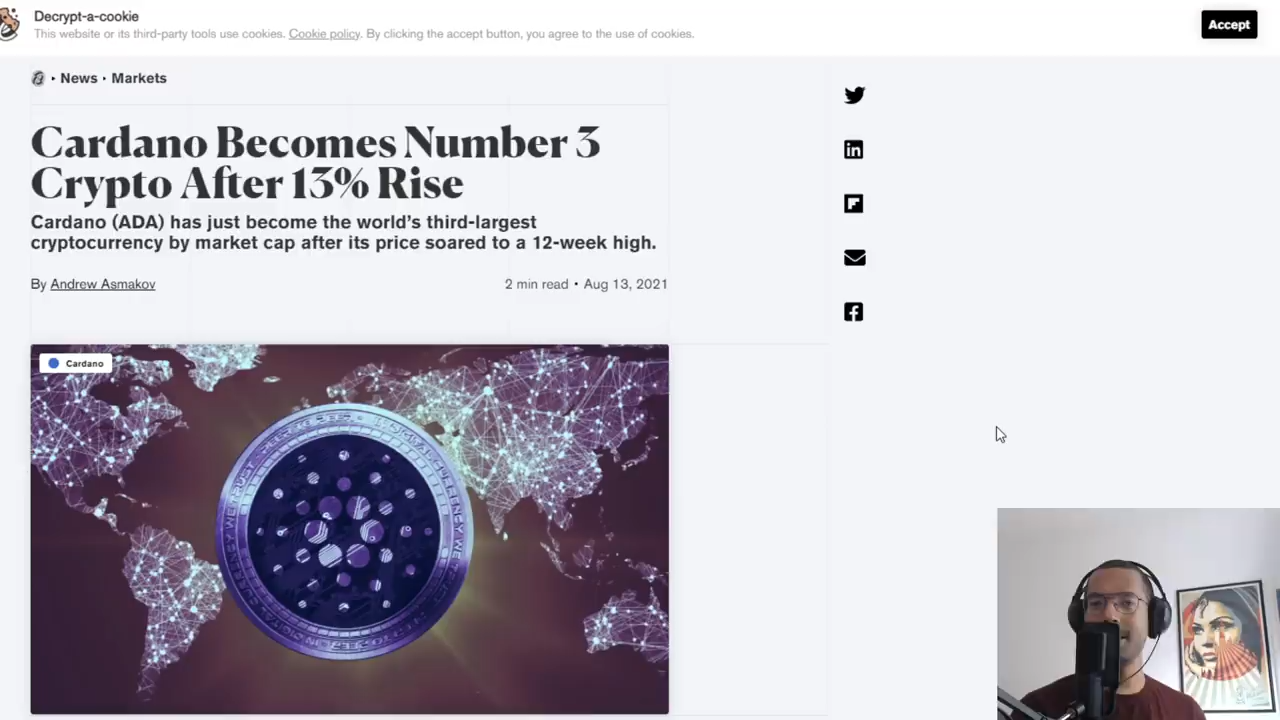 Decrypt-a-cookie
This website or its third-party tools use cookies. Cookie policy. By clicking the accept button, you agree to the use of cookies.
Accept
News • Markets
Cardano Becomes Number 3
Crypto After 13% Rise
Cardano (ADA) has just become the world's third-largest
cryptocurrency by market cap after its price soared to a 12-week high.
By Andrew Asmakov
2 min read • Aug 13, 2021
Cardano